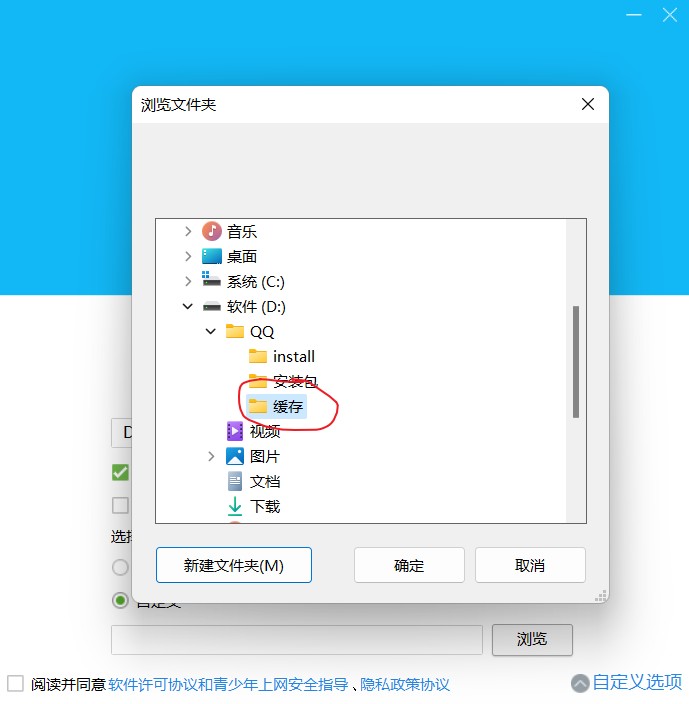 浏览文件夹
音乐
桌面
系统 (C:)
软件 (D:)
QQ
install
安装包
缓存
视频
图片
文档
下载
D
选择
新建文件夹(M)
确定
取消
自定义
浏览
阅读并同意软件许可协议和青少年上网安全指导、隐私政策协议
自定义选项